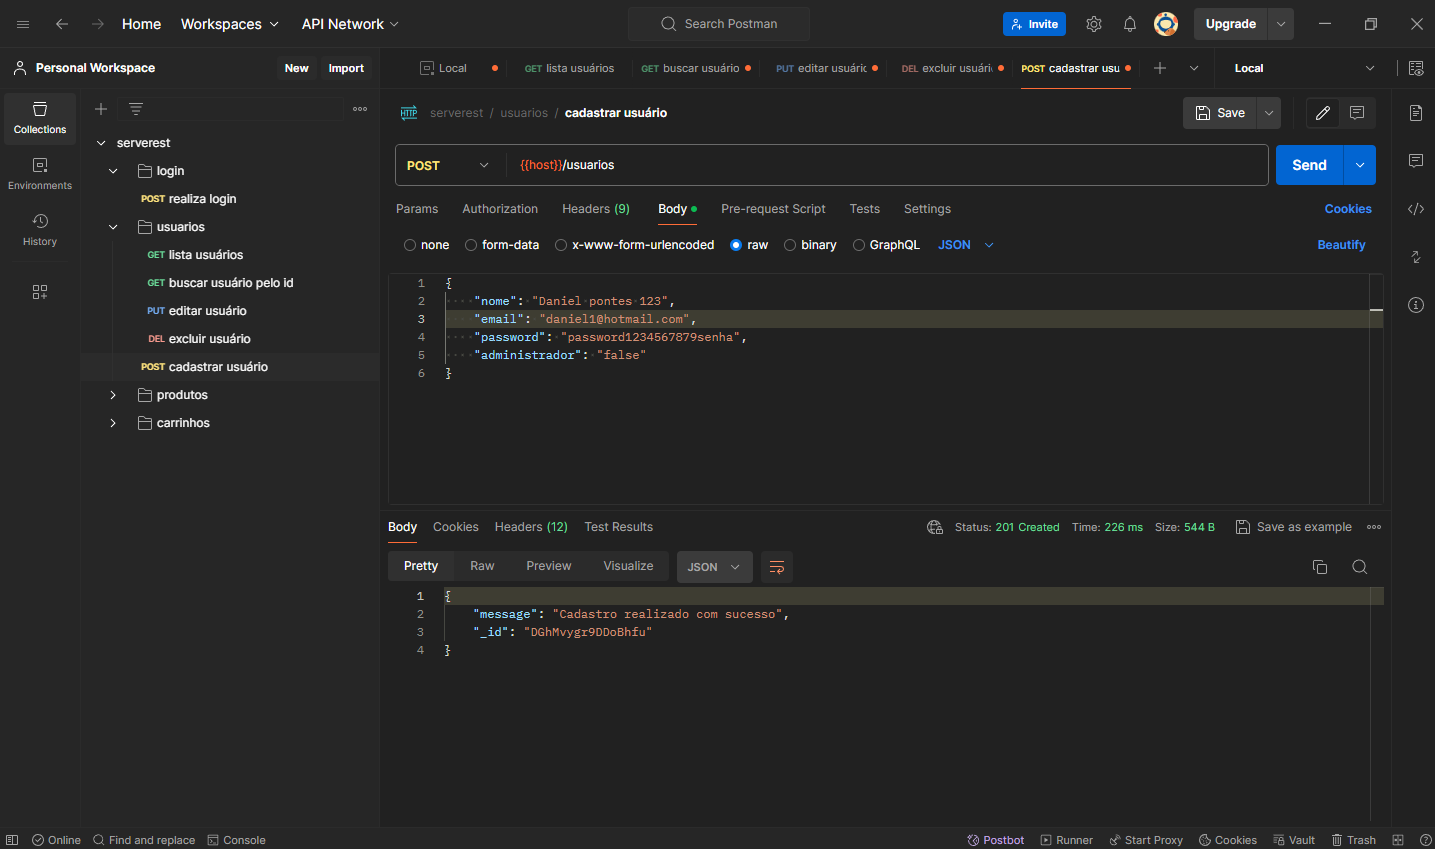 Home Workspaces API Network Search Postman Invite Upgrade
Personal Workspace New Import
Local GET lista usuários GET buscar usuário PUT editar usuári DEL excluir usuári POST cadastrar usu Local
Collections
Environments
History
serverest
login
POST realiza login
usuarios
GET lista usuários
GET buscar usuário pelo id
PUT editar usuário
DEL excluir usuário
POST cadastrar usuário
produtos
carrinhos
HTTP serverest / usuarios / cadastrar usuário Save
POST {{host}}/usuarios Send
Params Authorization Headers (9) Body Pre-request Script Tests Settings Cookies
none form-data x-www-form-urlencoded raw binary GraphQL JSON Beautify
1 {
2 "nome": "Daniel pontes 123",
3 "email": "daniel1@hotmail.com",
4 "password": "password1234567879senha",
5 "administrador": "false"
6 }
Body Cookies Headers (12) Test Results Status: 201 Created Time: 226 ms Size: 544 B Save as example
Pretty Raw Preview Visualize JSON
1 {
2 "message": "Cadastro realizado com sucesso",
3 "_id": "DGhMvygr9DDoBhfu"
4 }
Online Find and replace Console Postbot Runner Start Proxy Cookies Vault Trash